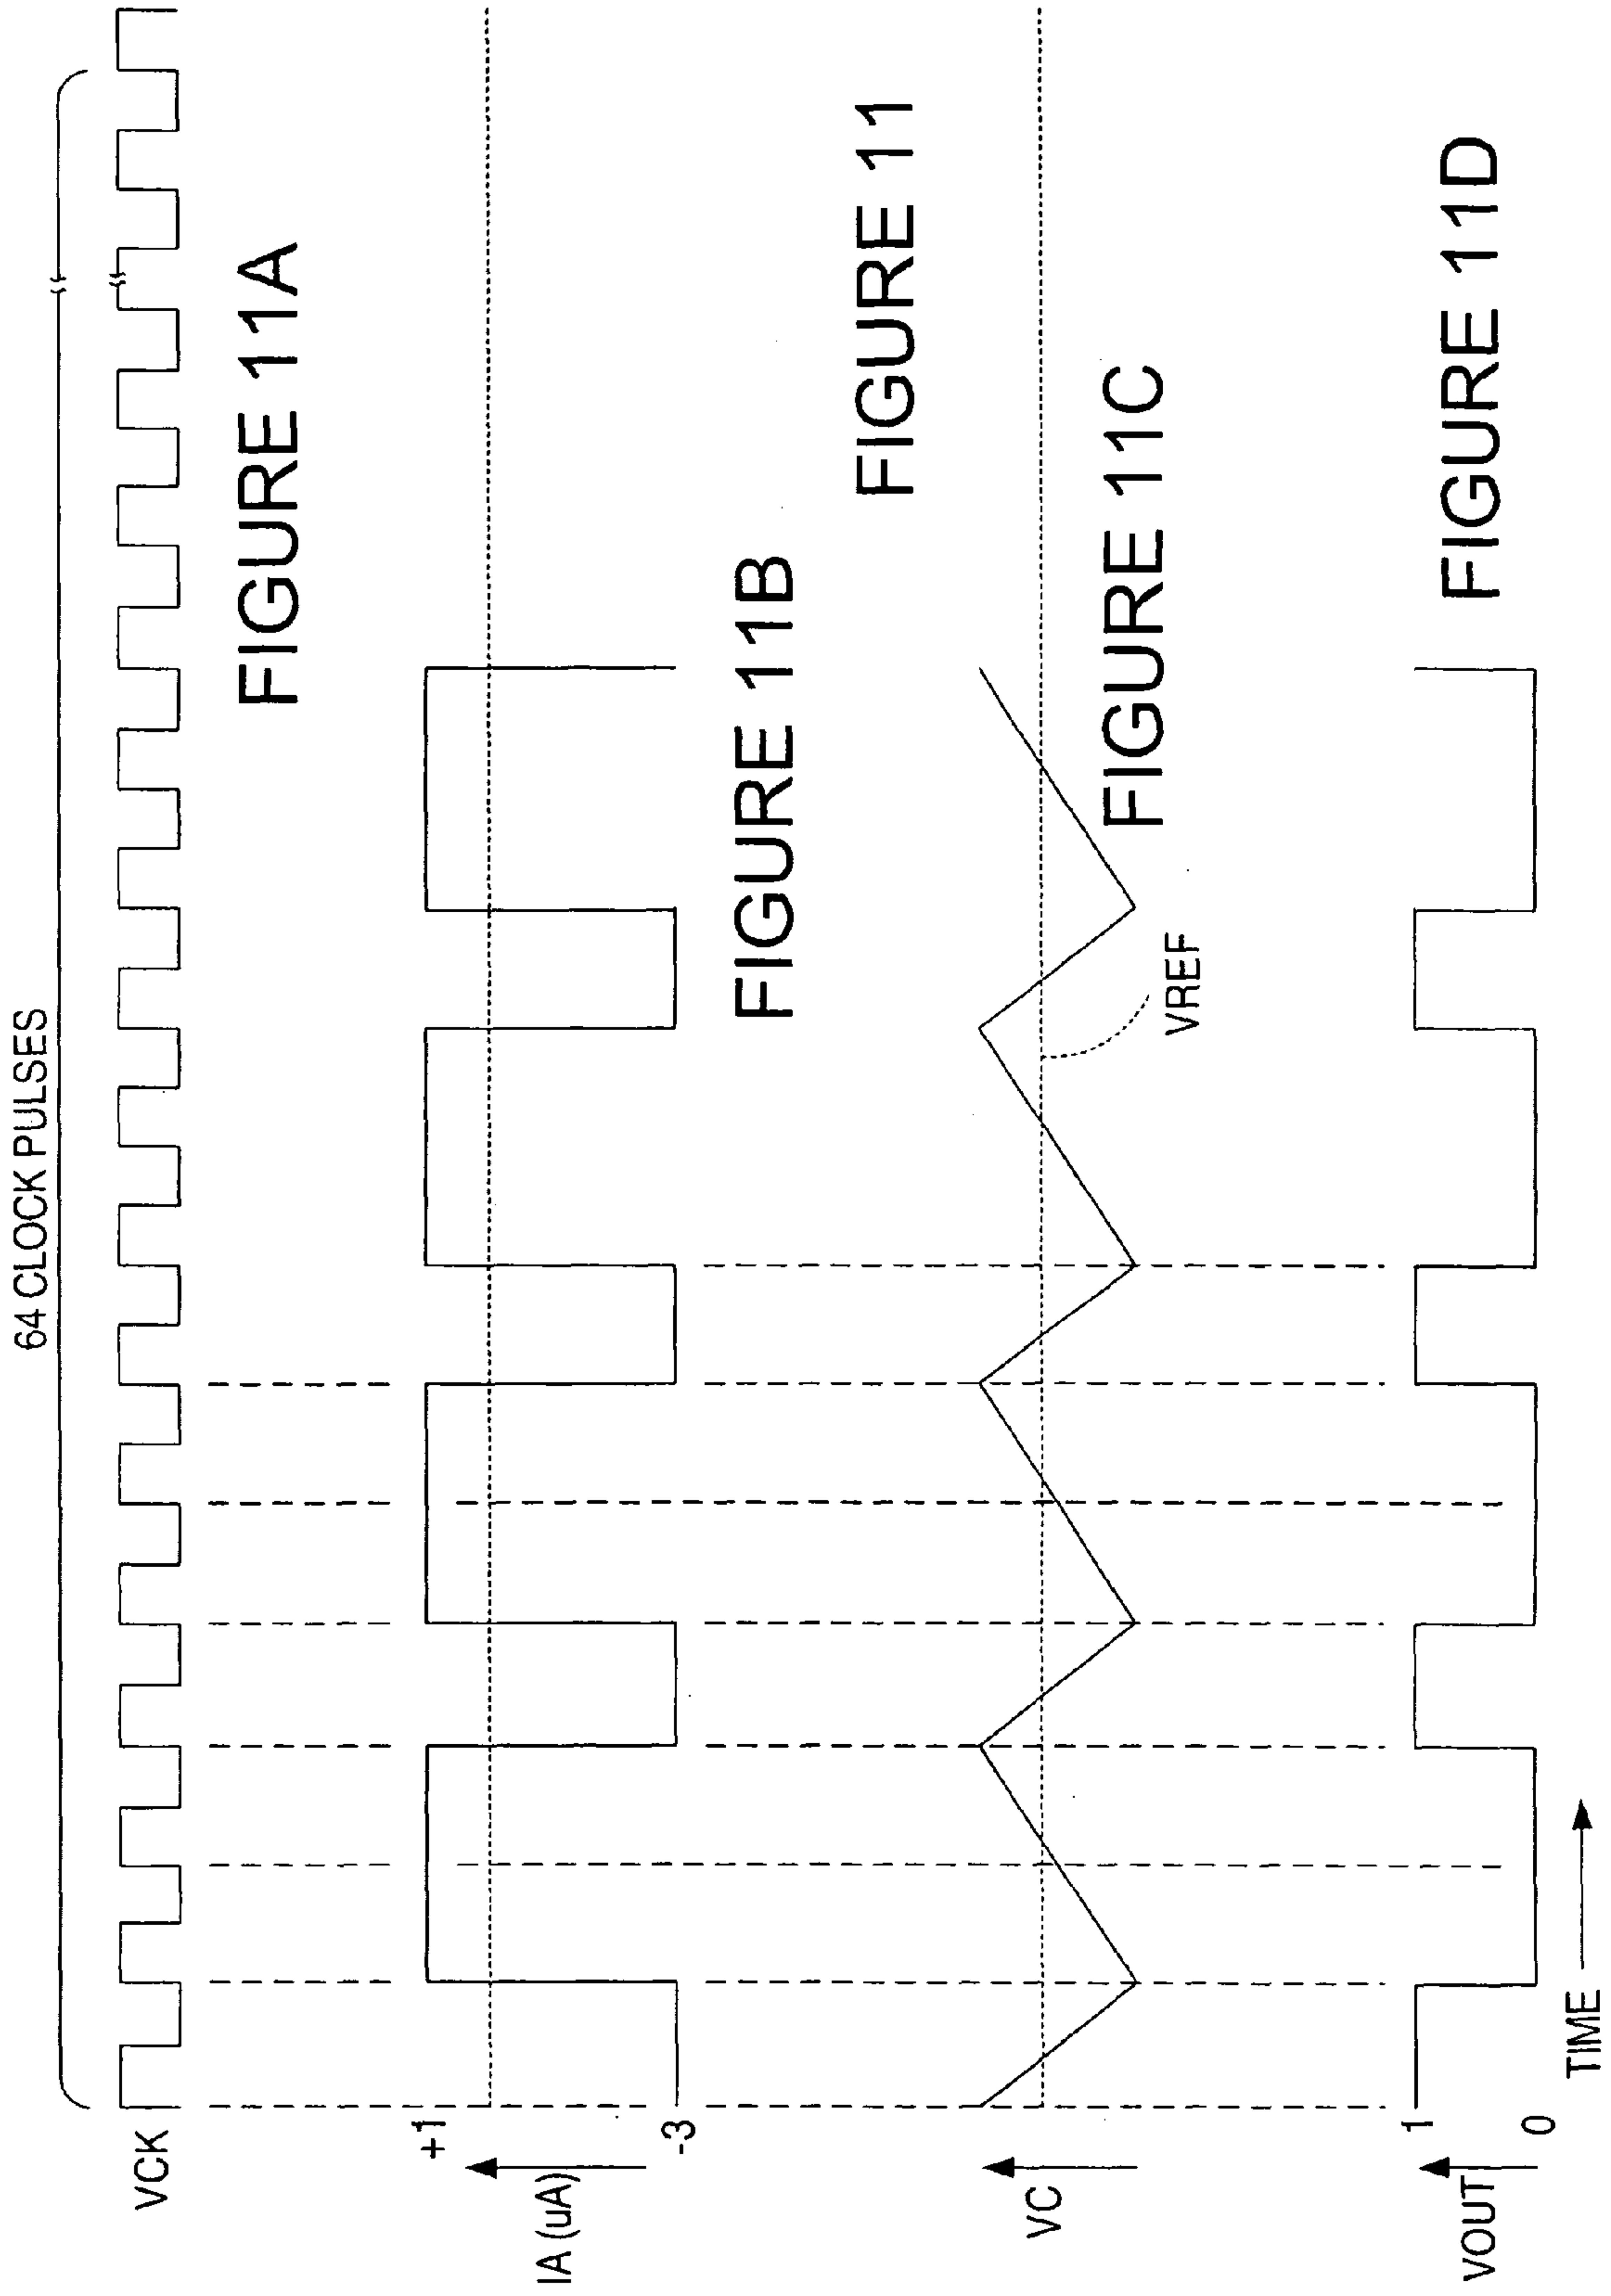 64 CLOCK PULSES
VCK
FIGURE 11A
+1
IA (uA)
-3
FIGURE 11B
FIGURE 11
VC
FIGURE 11C
VREF
1
VOUT
0
FIGURE 11D
TIME